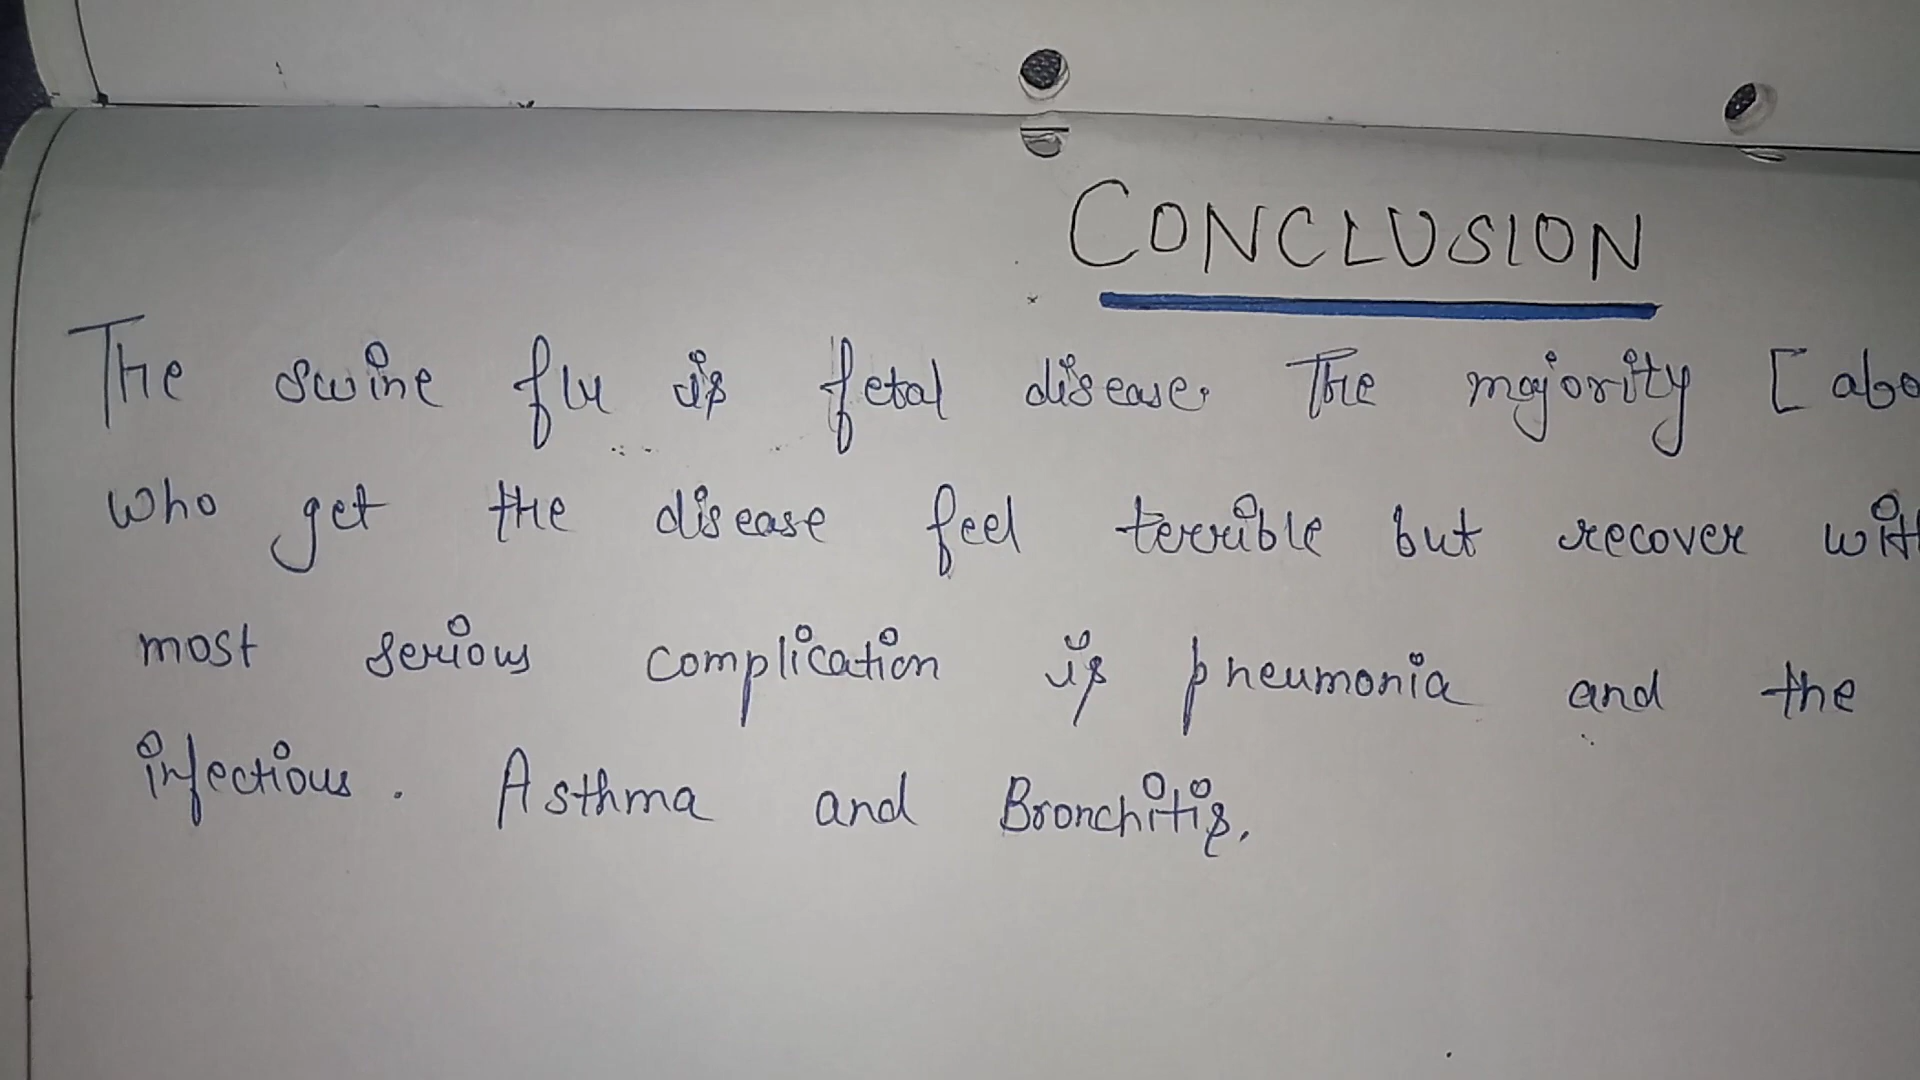 CONCLUSION
The swine flu is fetal disease. The majority [ abo
who get the disease feel terrible but recover with
most serious complication is pneumonia and the
infectious. Asthma and Bronchitis.